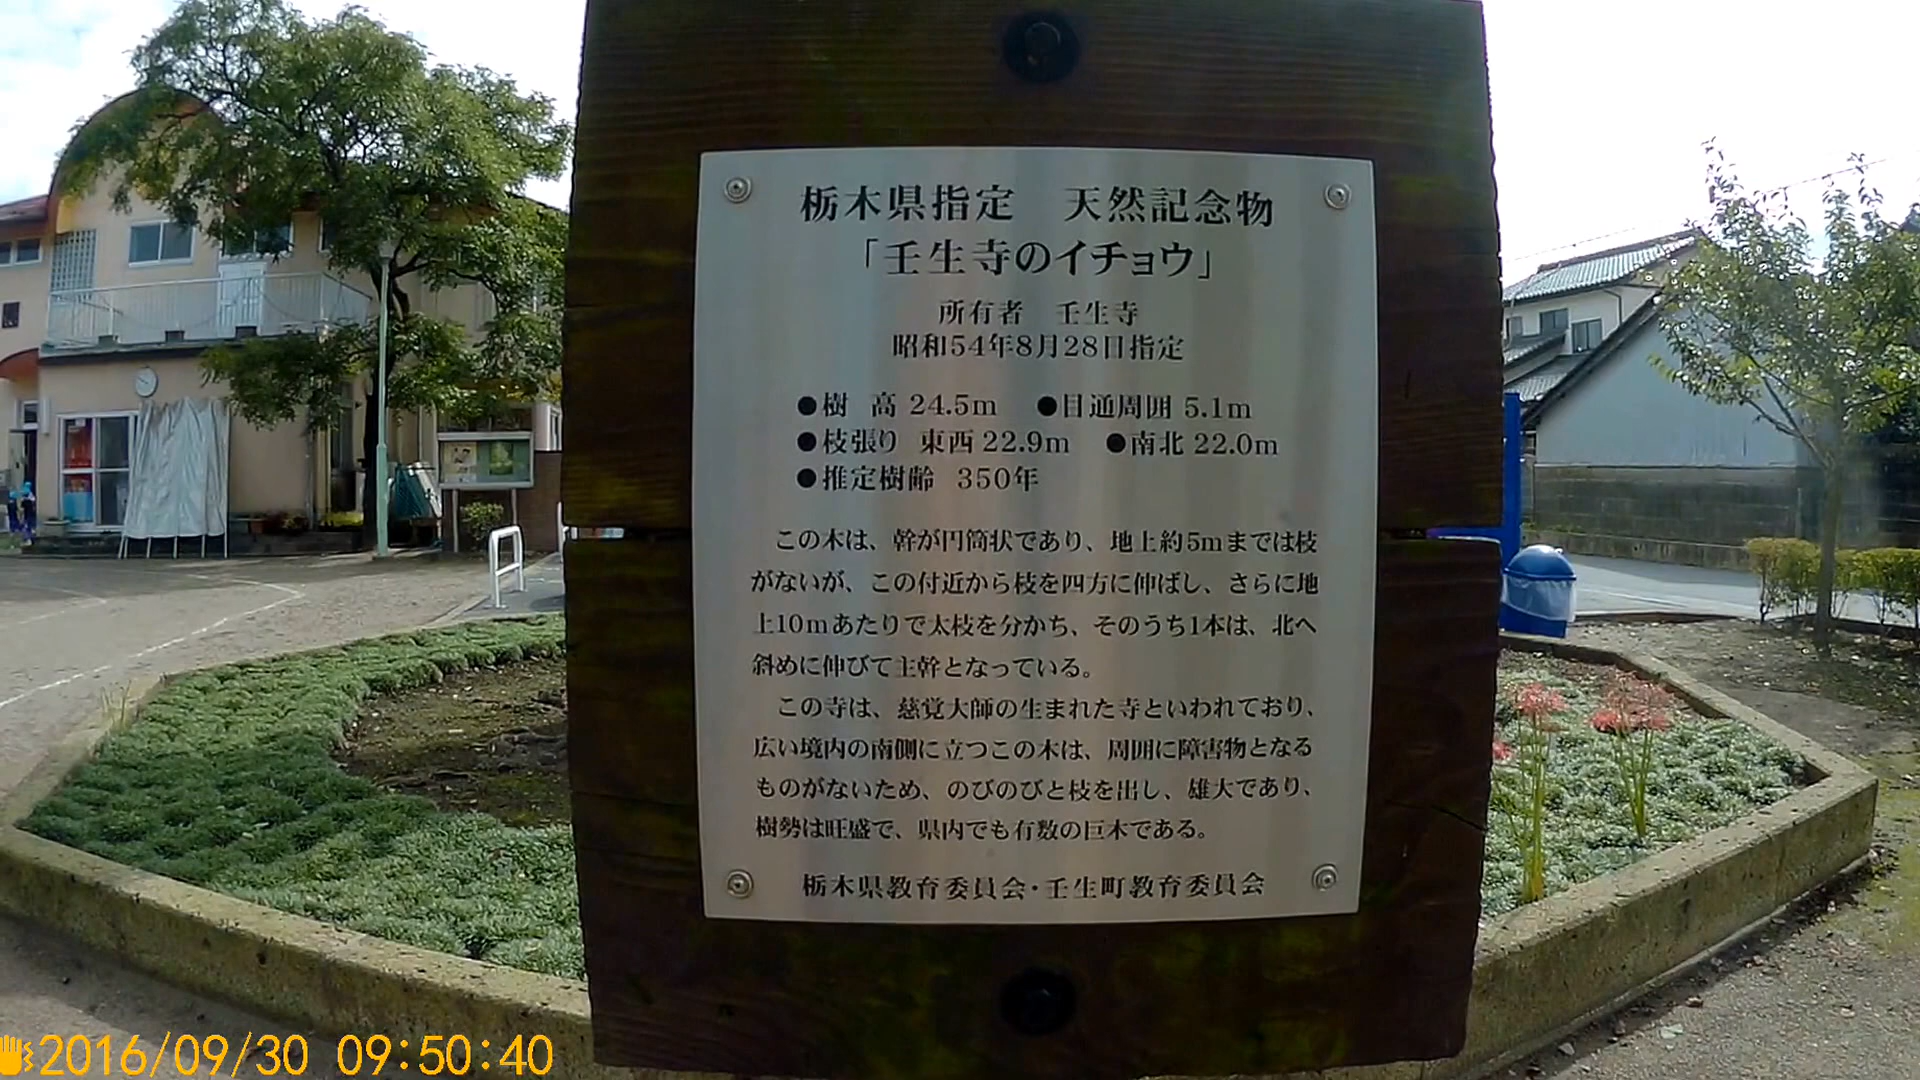 栃木県指定　天然記念物
「壬生寺のイチョウ」
所有者　壬生寺
昭和54年8月28日指定
●樹　高 24.5m　●目通周囲 5.1m
●枝張り　東西 22.9m　●南北 22.0m
●推定樹齢　350年
この木は、幹が円筒状であり、地上約5mまでは枝
がないが、この付近から枝を四方に伸ばし、さらに地
上10mあたりで太枝を分かち、そのうち1本は、北へ
斜めに伸びて主幹となっている。
この寺は、慈覚大師の生まれた寺といわれており、
広い境内の南側に立つこの木は、周囲に障害物となる
ものがないため、のびのびと枝を出し、雄大であり、
樹勢は旺盛で、県内でも有数の巨木である。
栃木県教育委員会・壬生町教育委員会
2016/09/30 09:50:40